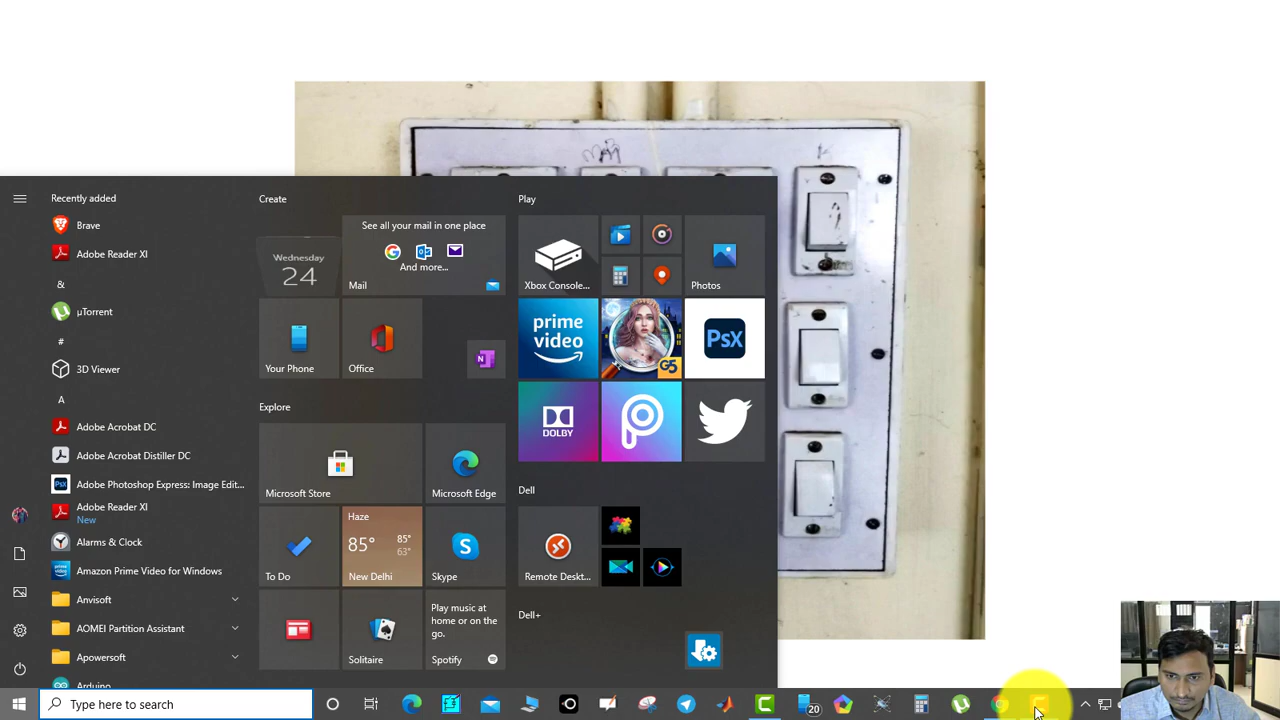 Recently added
Brave
Adobe Reader XI
&
µTorrent
#
3D Viewer
A
Adobe Acrobat DC
Adobe Acrobat Distiller DC
Adobe Photoshop Express: Image Edit...
Adobe Reader XI
New
Alarms & Clock
Amazon Prime Video for Windows
Anvisoft
AOMEI Partition Assistant
Apowersoft
Arduino
Create
Wednesday
24
See all your mail in one place
And more...
Mail
Your Phone
Office
N
Explore
Microsoft Store
Microsoft Edge
To Do
Haze
85°
85°
63°
New Delhi
S
Skype
Solitaire
Play music at
home or on the
go.
Spotify
Play
Xbox Console...
Photos
prime
video
G5
PsX
DOLBY
Dell
Remote Deskt...
Dell+
Type here to search
20